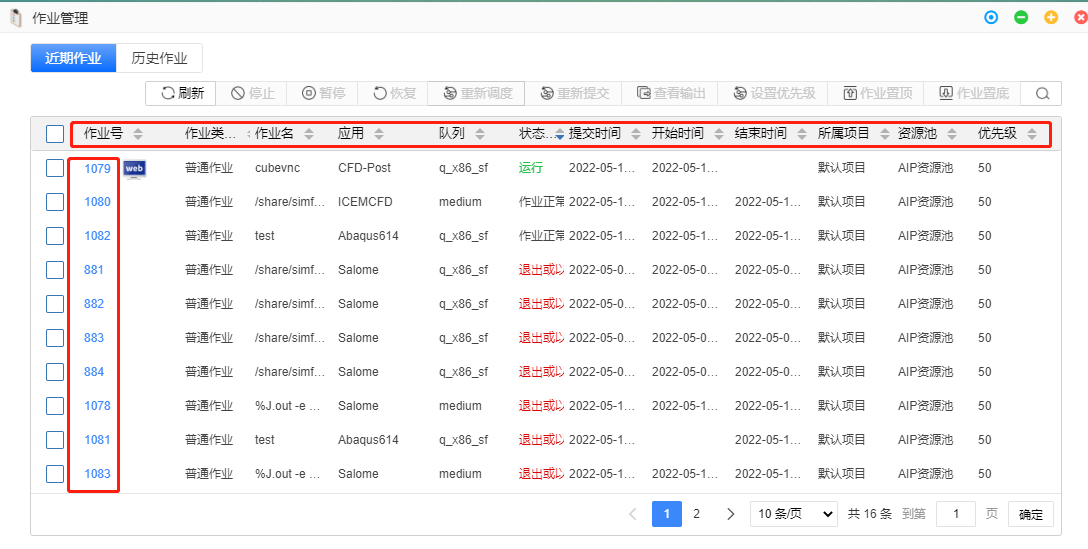 作业管理
近期作业 历史作业
刷新 停止 暂停 恢复 重新调度 重新提交 查看输出 设置优先级 作业置顶 作业置底
作业号 作业类... 作业名 应用 队列 状态... 提交时间 开始时间 结束时间 所属项目 资源池 优先级
1079 web 普通作业 cubevnc CFD-Post q_x86_sf 运行 2022-05-1... 2022-05-1... 默认项目 AIP资源池 50
1080 普通作业 /share/simf... ICEMCFD medium 作业正常 2022-05-1... 2022-05-1... 2022-05-1... 默认项目 AIP资源池 50
1082 普通作业 test Abaqus614 q_x86_sf 作业正常 2022-05-1... 2022-05-1... 2022-05-1... 默认项目 AIP资源池 50
881 普通作业 /share/simf... Salome q_x86_sf 退出或以 2022-05-0... 2022-05-0... 2022-05-0... 默认项目 AIP资源池 50
882 普通作业 /share/simf... Salome q_x86_sf 退出或以 2022-05-0... 2022-05-0... 2022-05-0... 默认项目 AIP资源池 50
883 普通作业 /share/simf... Salome q_x86_sf 退出或以 2022-05-0... 2022-05-0... 2022-05-0... 默认项目 AIP资源池 50
884 普通作业 /share/simf... Salome q_x86_sf 退出或以 2022-05-0... 2022-05-0... 2022-05-0... 默认项目 AIP资源池 50
1078 普通作业 %J.out -e ... Salome medium 退出或以 2022-05-1... 2022-05-1... 2022-05-1... 默认项目 AIP资源池 50
1081 普通作业 test Abaqus614 q_x86_sf 退出或以 2022-05-1... 2022-05-1... 默认项目 AIP资源池 50
1083 普通作业 %J.out -e ... Salome medium 退出或以 2022-05-1... 2022-05-1... 2022-05-1... 默认项目 AIP资源池 50
1 2 10 条/页 共 16 条 到第 1 页 确定